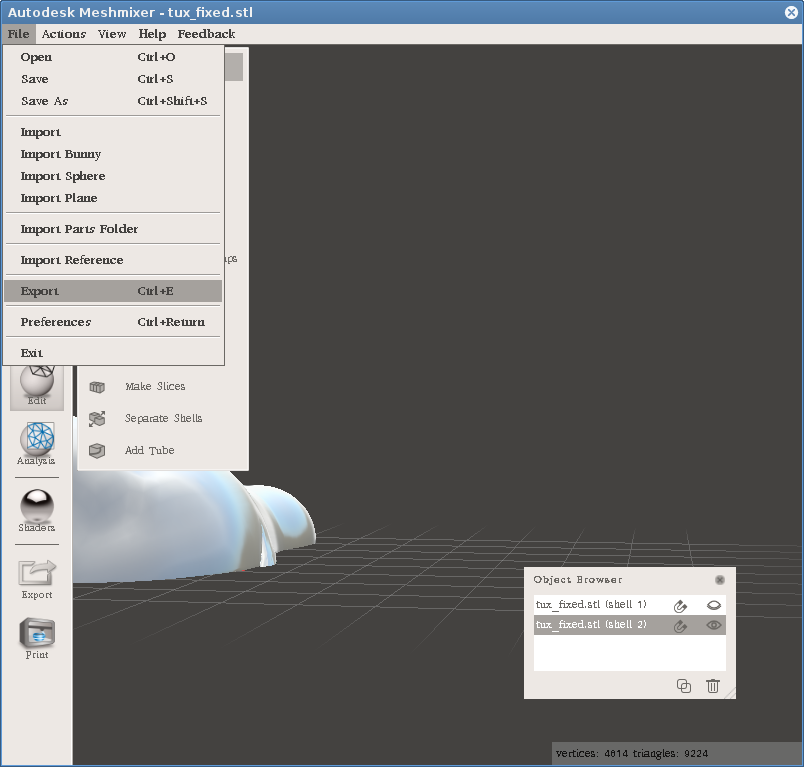 Autodesk Meshmixer - tux_fixed.stl
File Actions View Help Feedback
Open Ctrl+O
Save Ctrl+S
Save As Ctrl+Shift+S
Import
Import Bunny
Import Sphere
Import Plane
Import Parts Folder
Import Reference
Export Ctrl+E
Preferences Ctrl+Return
Exit
Make Slices
Separate Shells
Add Tube
Edit
Analysis
Shaders
Export
Print
Object Browser
tux_fixed.stl (shell 1)
tux_fixed.stl (shell 2)
vertices: 4614 triangles: 9224